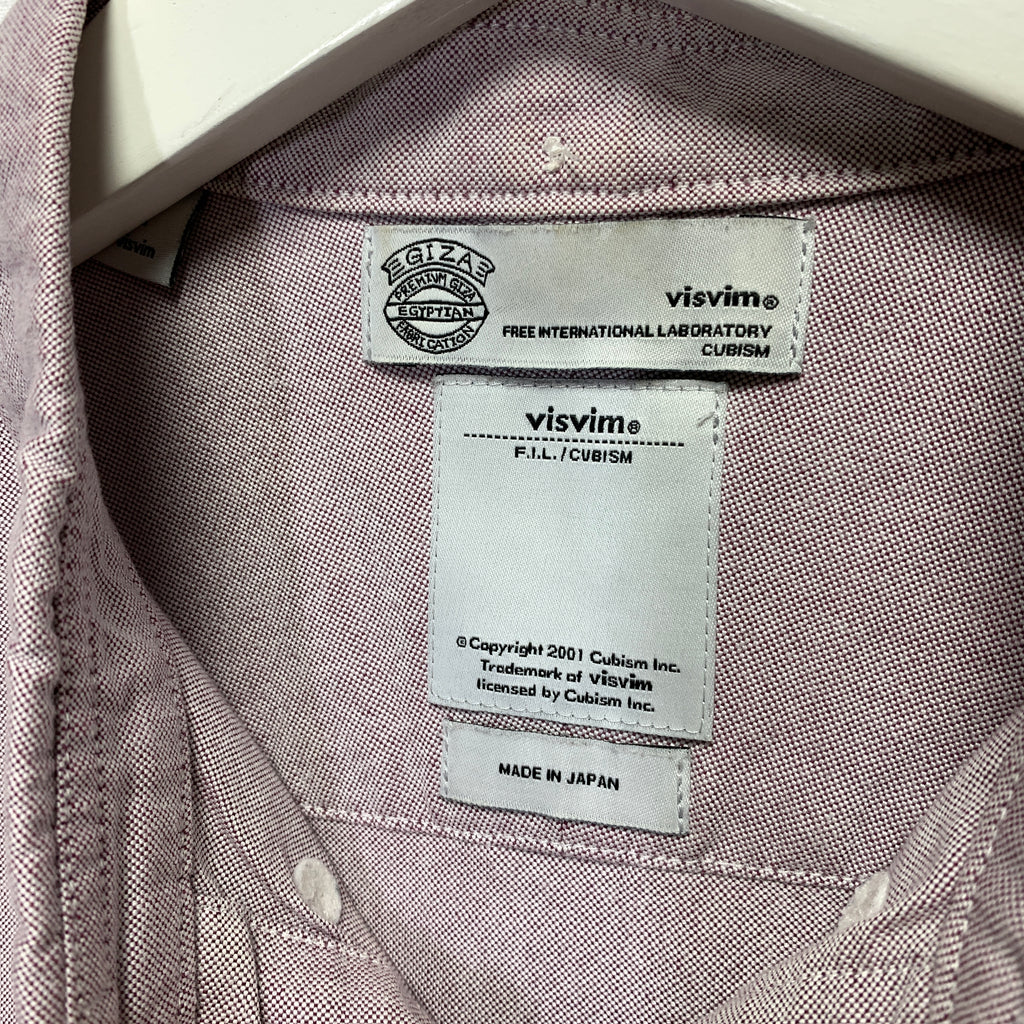 visvim
GIZA
PREMIUM GIZA
EGYPTIAN
FABRICATION
visvim®
FREE INTERNATIONAL LABORATORY
CUBISM
visvim®
F.I.L./CUBISM
©Copyright 2001 Cubism Inc.
Trademark of visvim
licensed by Cubism Inc.
MADE IN JAPAN